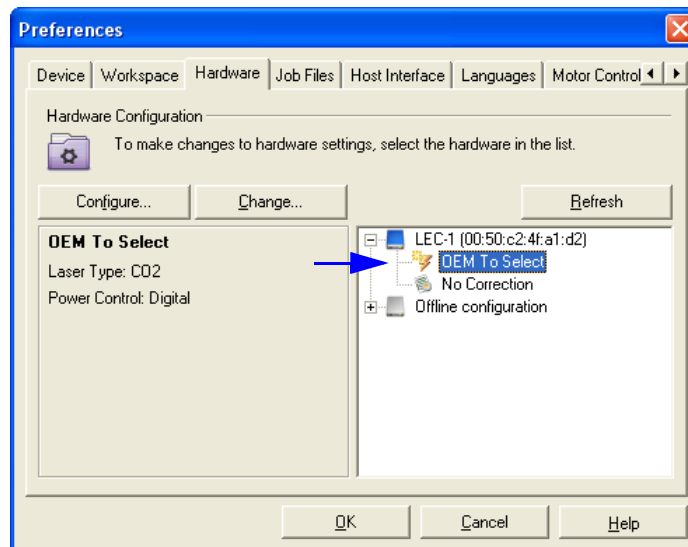 Preferences
Device Workspace Hardware Job Files Host Interface Languages Motor Control
Hardware Configuration
To make changes to hardware settings, select the hardware in the list.
Configure... Change... Refresh
OEM To Select
Laser Type: CO2
Power Control: Digital
LEC-1 (00:50:c2:4f:a1:d2)
OEM To Select
No Correction
Offline configuration
OK Cancel Help